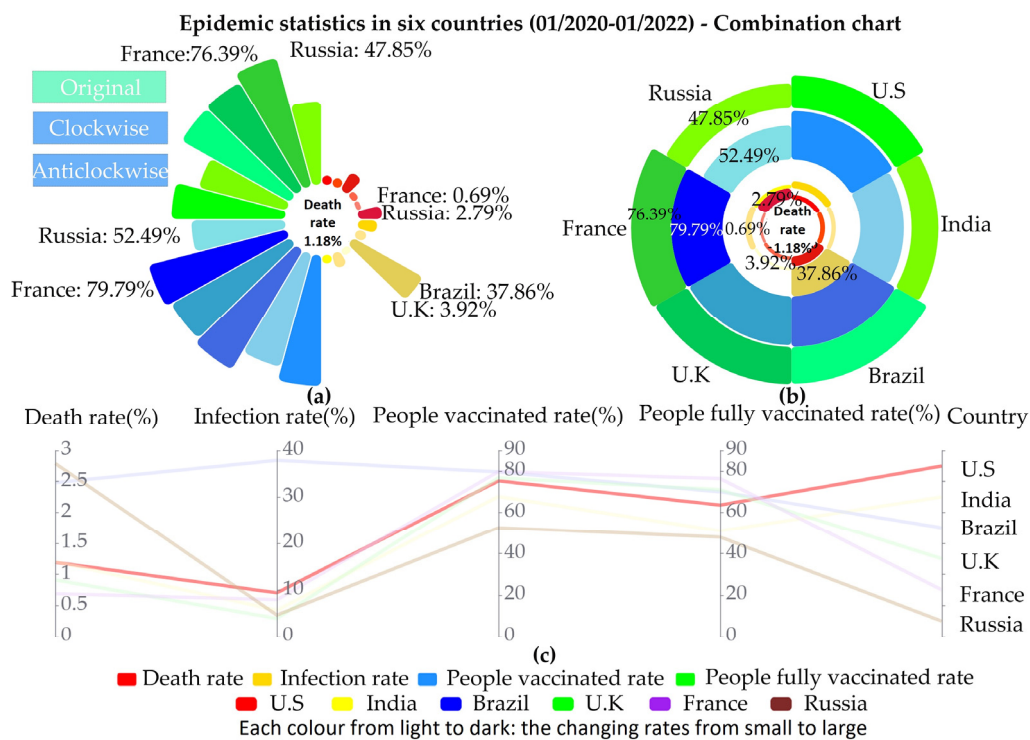 Epidemic statistics in six countries (01/2020-01/2022) - Combination chart
Original
Clockwise
Anticlockwise
France:76.39%
Russia: 47.85%
Death
rate
1.18%
France: 0.69%
Russia: 2.79%
Russia: 52.49%
France: 79.79%
Brazil: 37.86%
U.K: 3.92%
(a)
Russia
U.S
47.85%
52.49%
India
France
76.39%
79.79%
0.69%
2.79%
Death
rate
1.18%
3.92%
37.86%
U.K
Brazil
(b)
Death rate(%)
Infection rate(%)
People vaccinated rate(%)
People fully vaccinated rate(%)
Country
3
2.5
2
1.5
1
0.5
0
40
30
20
10
0
90
80
60
40
20
0
90
80
60
40
20
0
U.S
India
Brazil
U.K
France
Russia
(c)
Death rate Infection rate People vaccinated rate People fully vaccinated rate
U.S India Brazil U.K France Russia
Each colour from light to dark: the changing rates from small to large